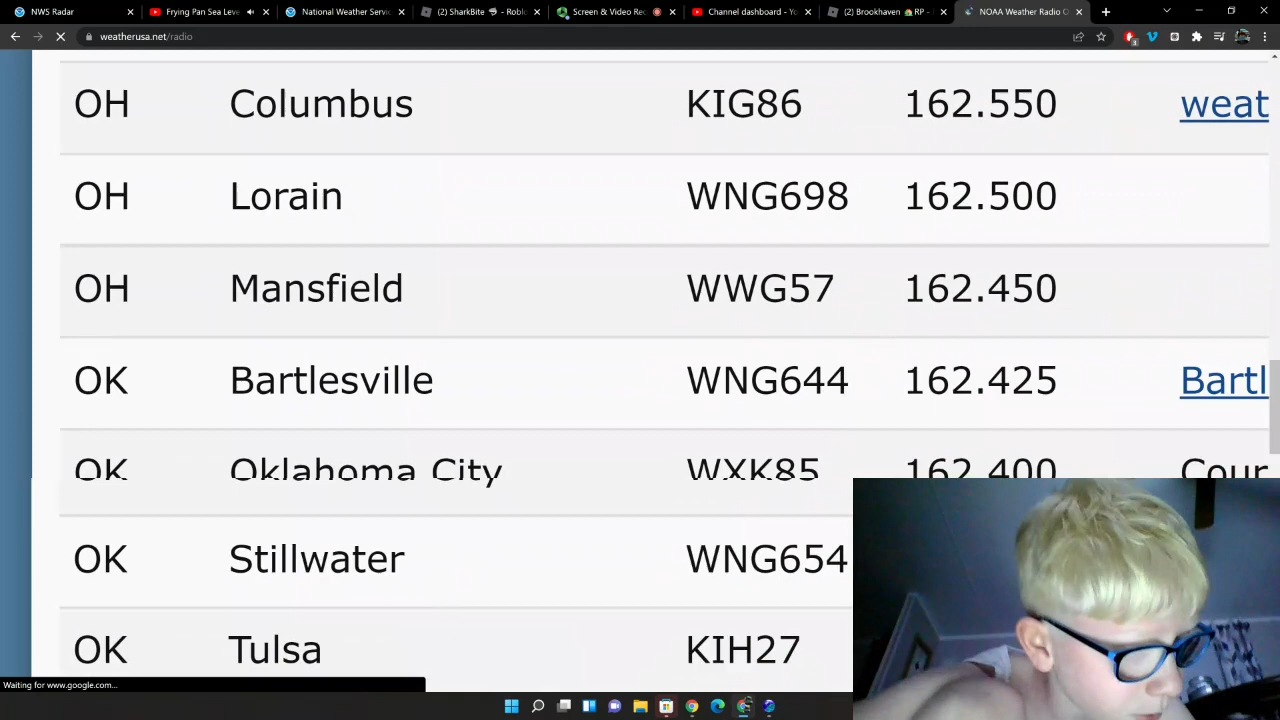 NWS Radar
Frying Pan Sea Leve
National Weather Servic
(2) SharkBite - Roblo
Screen & Video Re
Channel dashboard - Yo
(2) Brookhaven RP -
NOAA Weather Radio O
weatherusa.net/radio
OH Columbus KIG86 162.550 weat
OH Lorain WNG698 162.500
OH Mansfield WWG57 162.450
OK Bartlesville WNG644 162.425 Bartl
OK Oklahoma City WXK85 162.400 Cour
OK Stillwater WNG654
OK Tulsa KIH27
Waiting for www.google.com...